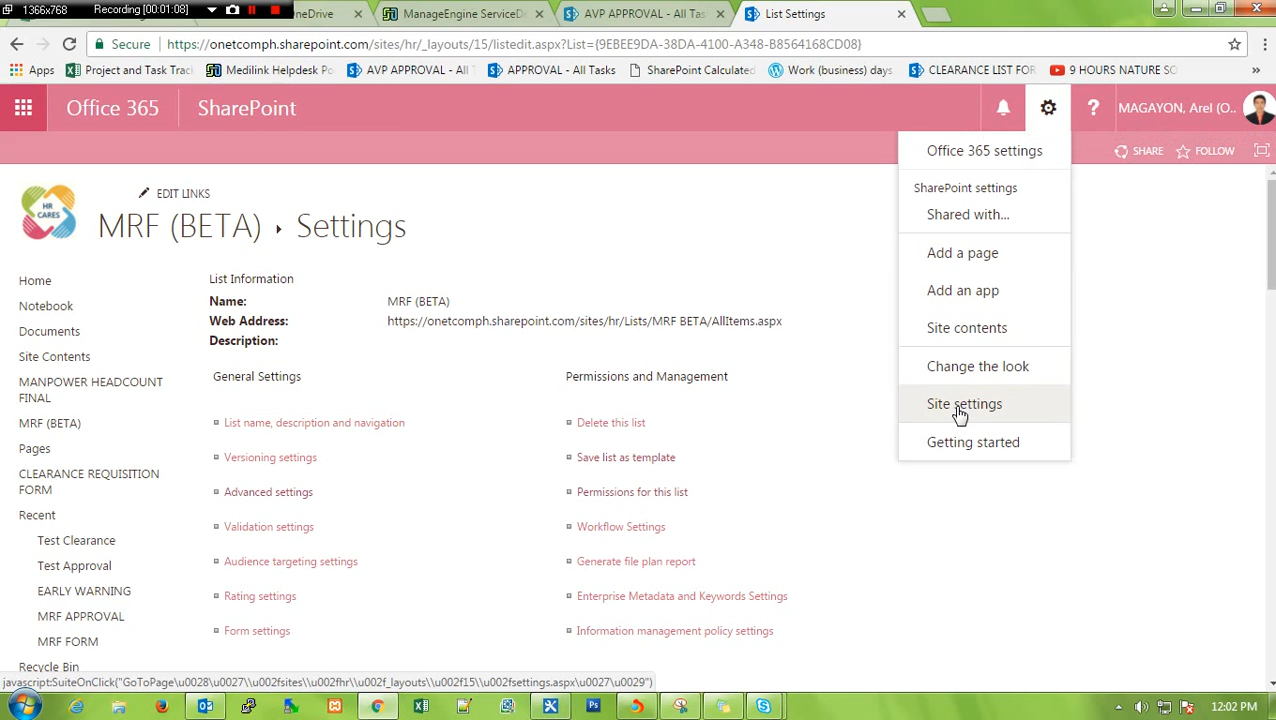 1366x768
Recording [00:01:08]
neDrive
ManageEngine ServiceDe
AVP APPROVAL - All Task
List Settings
Secure
https://onetcomph.sharepoint.com/sites/hr/_layouts/15/listedit.aspx?List={9EBEE9DA-38DA-4100-A348-B8564168CD08}
Apps
Project and Task Track
Medilink Helpdesk Po
AVP APPROVAL - All T
APPROVAL - All Tasks
SharePoint Calculated
Work (business) days
CLEARANCE LIST FOR
9 HOURS NATURE SO
»
Office 365
SharePoint
?
MAGAYON, Arel (O..
SHARE
FOLLOW
Office 365 settings
SharePoint settings
Shared with...
Add a page
Add an app
Site contents
Change the look
Site settings
Getting started
HR
CARES
EDIT LINKS
MRF (BETA) ▸ Settings
Home
Notebook
Documents
Site Contents
MANPOWER HEADCOUNT
FINAL
MRF (BETA)
Pages
CLEARANCE REQUISITION
FORM
Recent
Test Clearance
Test Approval
EARLY WARNING
MRF APPROVAL
MRF FORM
Recycle Bin
List Information
Name: MRF (BETA)
Web Address: https://onetcomph.sharepoint.com/sites/hr/Lists/MRF BETA/AllItems.aspx
Description:
General Settings
List name, description and navigation
Versioning settings
Advanced settings
Validation settings
Audience targeting settings
Rating settings
Form settings
Permissions and Management
Delete this list
Save list as template
Permissions for this list
Workflow Settings
Generate file plan report
Enterprise Metadata and Keywords Settings
Information management policy settings
javascript:SuiteOnClick("GoToPage\u0028\u0027\u002fsites\u002fhr\u002f_layouts\u002f15\u002fsettings.aspx\u0027\u0029")
12:02 PM